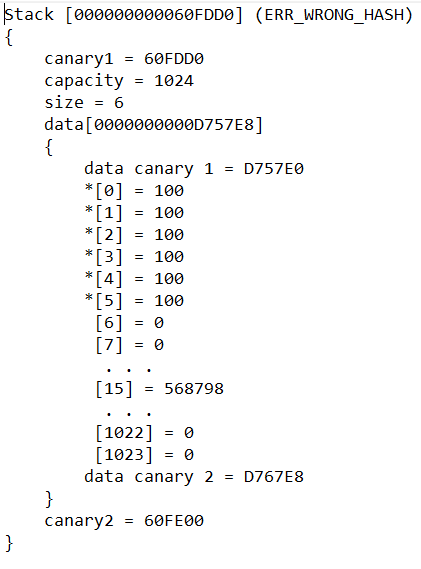 Stack [000000000060FDD0] (ERR_WRONG_HASH)
{
    canary1 = 60FDD0
    capacity = 1024
    size = 6
    data[0000000000D757E8]
    {
        data canary 1 = D757E0
        *[0] = 100
        *[1] = 100
        *[2] = 100
        *[3] = 100
        *[4] = 100
        *[5] = 100
         [6] = 0
         [7] = 0
          . . .
         [15] = 568798
          . . .
         [1022] = 0
         [1023] = 0
        data canary 2 = D767E8
    }
    canary2 = 60FE00
}